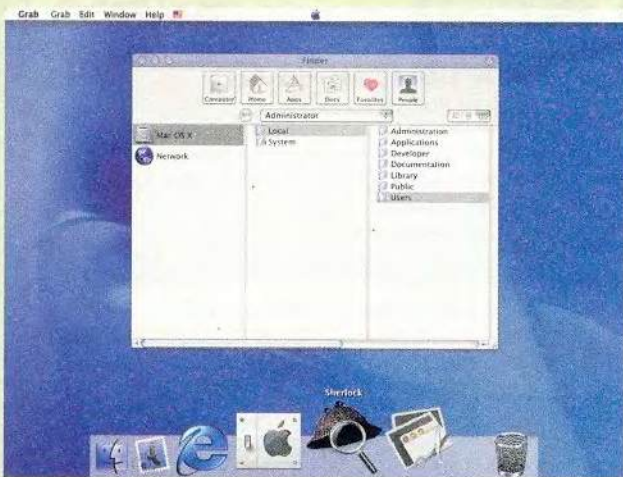 Grab Grab Edit Window Help
Finder
Computer Home Apps Docs Favorites People
Administrator
Mac OS X
Network
Local
System
Administration
Applications
Developer
Documentation
Library
Public
Users
Sherlock